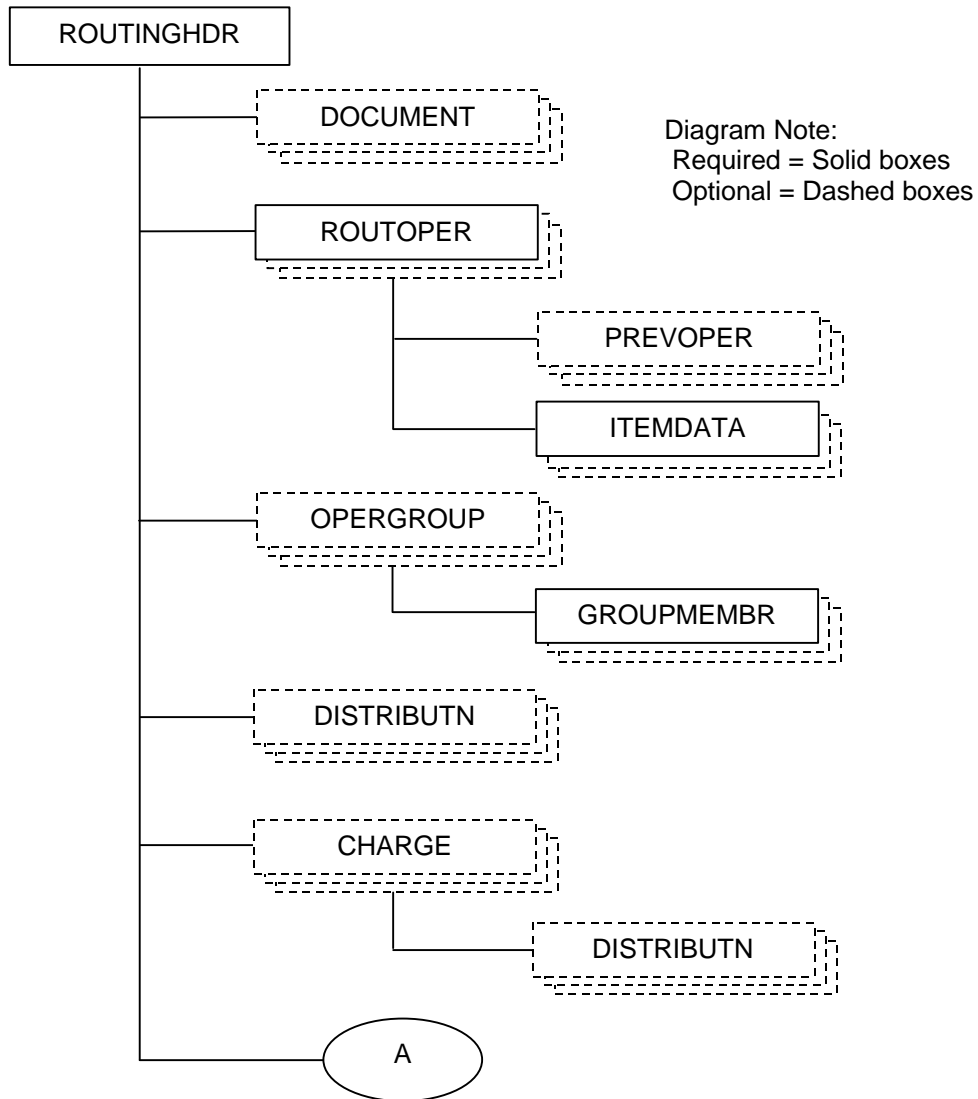 ROUTINGHDR
DOCUMENT
Diagram Note:
Required = Solid boxes
Optional = Dashed boxes
ROUTOPER
PREVOPER
ITEMDATA
OPERGROUP
GROUPMEMBR
DISTRIBUTN
CHARGE
DISTRIBUTN
A